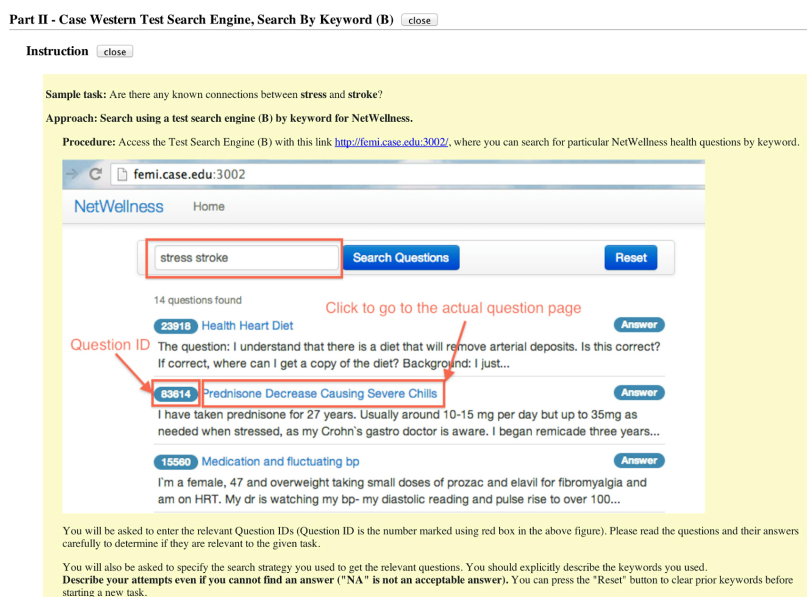 Part II - Case Western Test Search Engine, Search By Keyword (B) close
Instruction close
Sample task: Are there any known connections between stress and stroke?
Approach: Search using a test search engine (B) by keyword for NetWellness.
Procedure: Access the Test Search Engine (B) with this link http://femi.case.edu:3002/, where you can search for particular NetWellness health questions by keyword.
femi.case.edu:3002
NetWellness Home
stress stroke Search Questions Reset
14 questions found
Click to go to the actual question page
23918 Health Heart Diet Answer
Question ID
The question: I understand that there is a diet that will remove arterial deposits. Is this correct?
If correct, where can I get a copy of the diet? Background: I just...
83614 Prednisone Decrease Causing Severe Chills Answer
I have taken prednisone for 27 years. Usually around 10-15 mg per day but up to 35mg as
needed when stressed, as my Crohn`s gastro doctor is aware. I began remicade three years...
15560 Medication and fluctuating bp Answer
I`m a female, 47 and overweight taking small doses of prozac and elavil for fibromyalgia and
am on HRT. My dr is watching my bp- my diastolic reading and pulse rise to over 100...
You will be asked to enter the relevant Question IDs (Question ID is the number marked using red box in the above figure). Please read the questions and their answers
carefully to determine if they are relevant to the given task.
You will also be asked to specify the search strategy you used to get the relevant questions. You should explicitly describe the keywords you used.
Describe your attempts even if you cannot find an answer ("NA" is not an acceptable answer). You can press the "Reset" button to clear prior keywords before
starting a new task.